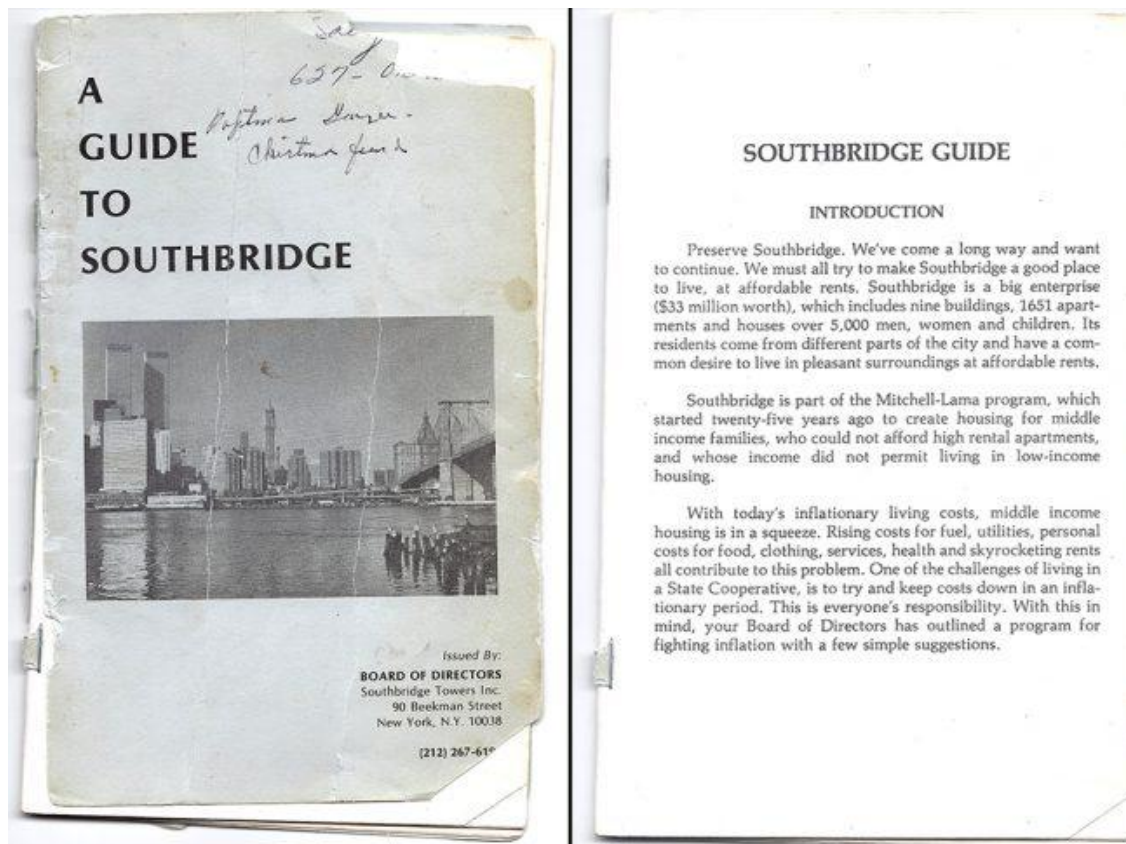 627-
A
GUIDE
TO
SOUTHBRIDGE
Issued By:
BOARD OF DIRECTORS
Southbridge Towers Inc.
90 Beekman Street
New York, N.Y. 10038
(212) 267-619
SOUTHBRIDGE GUIDE
INTRODUCTION
Preserve Southbridge. We've come a long way and want
to continue. We must all try to make Southbridge a good place
to live, at affordable rents. Southbridge is a big enterprise
($33 million worth), which includes nine buildings, 1651 apart-
ments and houses over 5,000 men, women and children. Its
residents come from different parts of the city and have a com-
mon desire to live in pleasant surroundings at affordable rents.
Southbridge is part of the Mitchell-Lama program, which
started twenty-five years ago to create housing for middle
income families, who could not afford high rental apartments,
and whose income did not permit living in low-income
housing.
With today's inflationary living costs, middle income
housing is in a squeeze. Rising costs for fuel, utilities, personal
costs for food, clothing, services, health and skyrocketing rents
all contribute to this problem. One of the challenges of living in
a State Cooperative, is to try and keep costs down in an infla-
tionary period. This is everyone's responsibility. With this in
mind, your Board of Directors has outlined a program for
fighting inflation with a few simple suggestions.